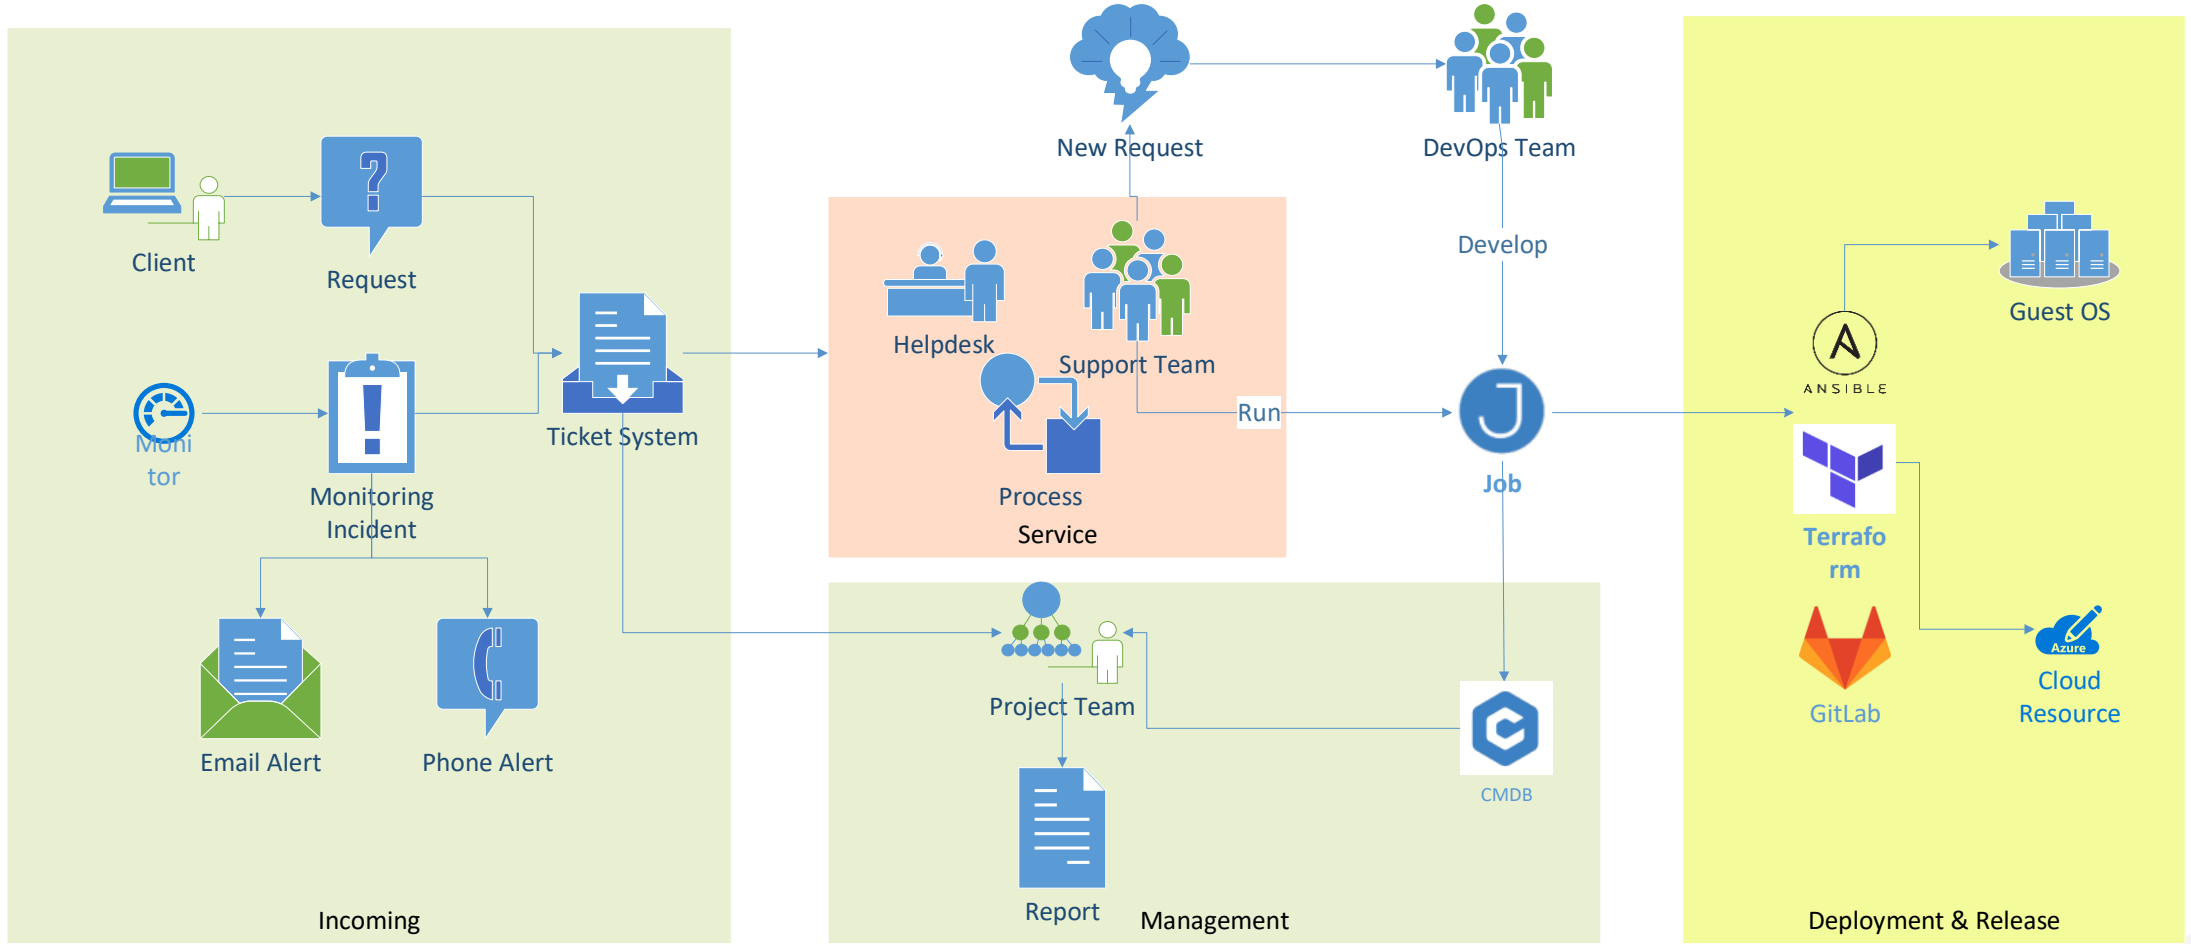 New Request
DevOps Team
Client
Request
Develop
Helpdesk
Support Team
Guest OS
ANSIBLE
Moni
tor
Ticket System
Run
J
Job
Monitoring
Incident
Process
Service
Terrafo
rm
Azure
Cloud
Resource
GitLab
Project Team
Email Alert
Phone Alert
CMDB
Report
Incoming
Management
Deployment & Release